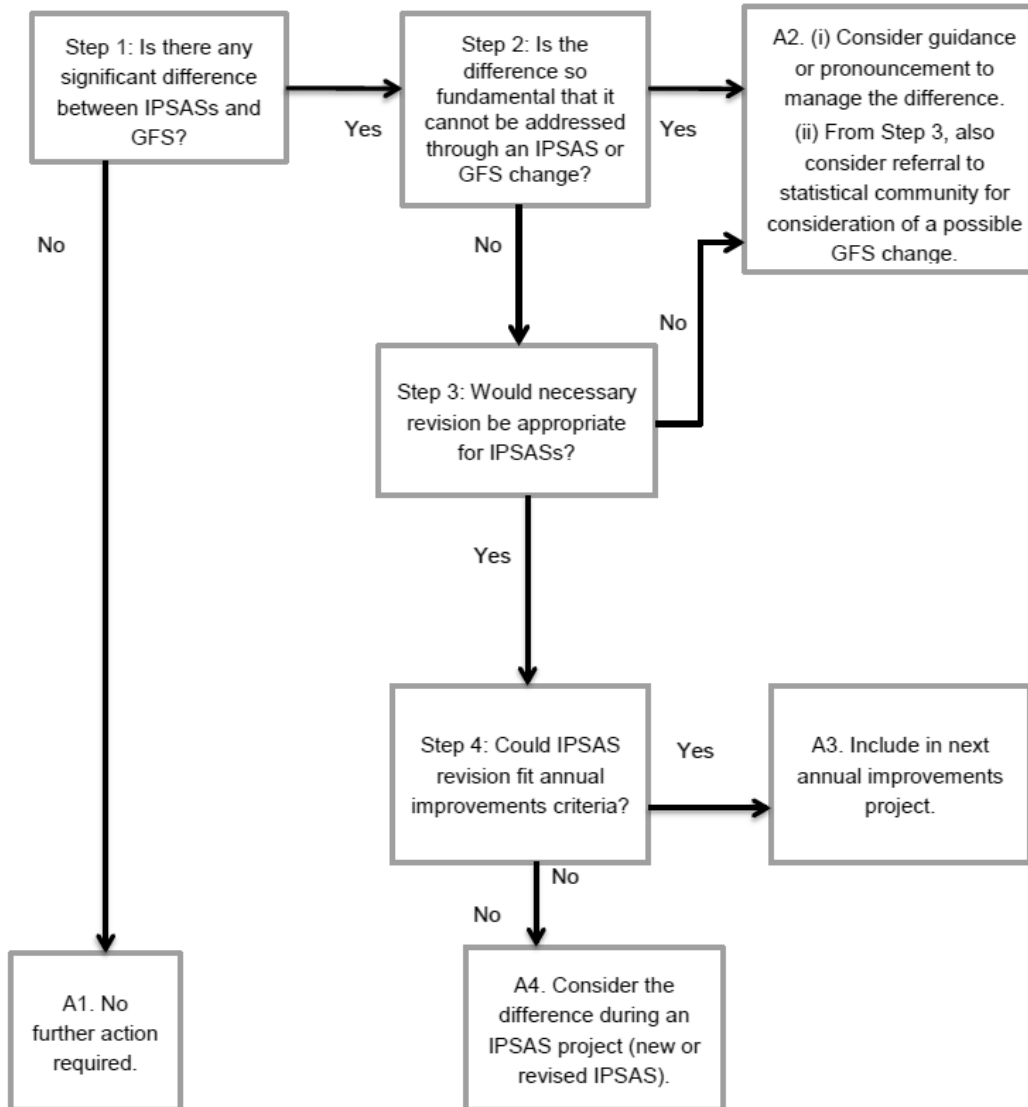 Step 1: Is there any
significant difference
between IPSASs and
GFS?
Yes
Step 2: Is the
difference so
fundamental that it
cannot be addressed
through an IPSAS or
GFS change?
Yes
A2. (i) Consider guidance
or pronouncement to
manage the difference.
(ii) From Step 3, also
consider referral to
statistical community for
consideration of a possible
GFS change.
No
No
No
Step 3: Would necessary
revision be appropriate
for IPSASs?
Yes
Step 4: Could IPSAS
revision fit annual
improvements criteria?
Yes
A3. Include in next
annual improvements
project.
No
No
A1. No
further action
required.
A4. Consider the
difference during an
IPSAS project (new or
revised IPSAS).